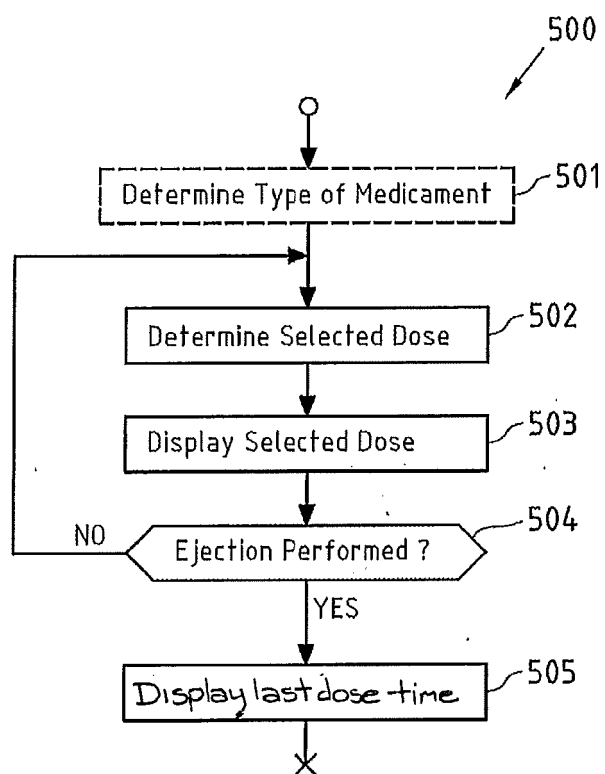 500
Determine Type of Medicament
501
Determine Selected Dose
502
Display Selected Dose
503
Ejection Performed ?
504
NO
YES
Display last dose time
505